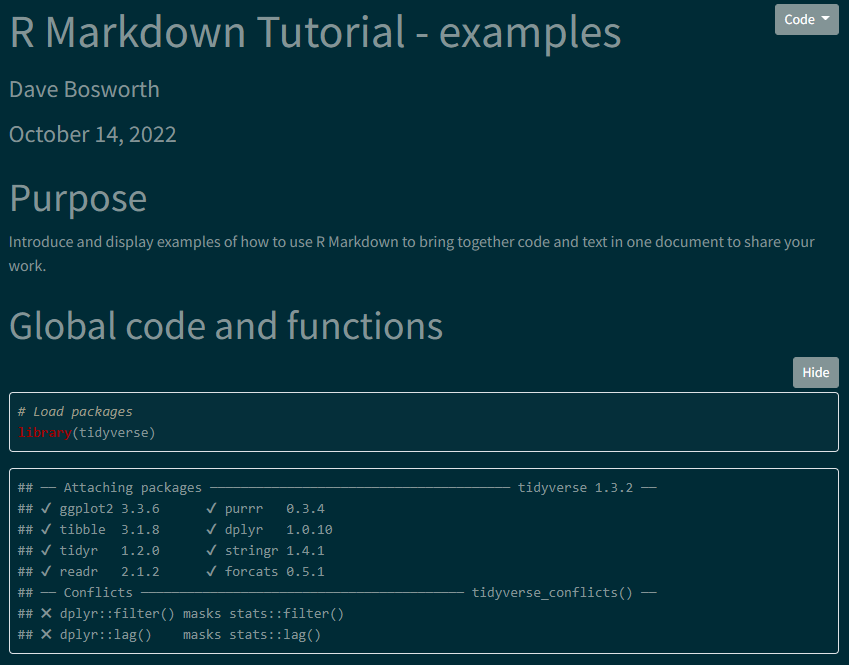 R Markdown Tutorial - examples
Code
Dave Bosworth
October 14, 2022
Purpose
Introduce and display examples of how to use R Markdown to bring together code and text in one document to share your
work.
Global code and functions
Hide
# Load packages
library(tidyverse)
## ── Attaching packages ─────────────────────────────────────── tidyverse 1.3.2 ──
## ✔ ggplot2 3.3.6      ✔ purrr   0.3.4
## ✔ tibble  3.1.8      ✔ dplyr   1.0.10
## ✔ tidyr   1.2.0      ✔ stringr 1.4.1
## ✔ readr   2.1.2      ✔ forcats 0.5.1
## ── Conflicts ────────────────────────────────────────── tidyverse_conflicts() ──
## ✖ dplyr::filter() masks stats::filter()
## ✖ dplyr::lag()    masks stats::lag()